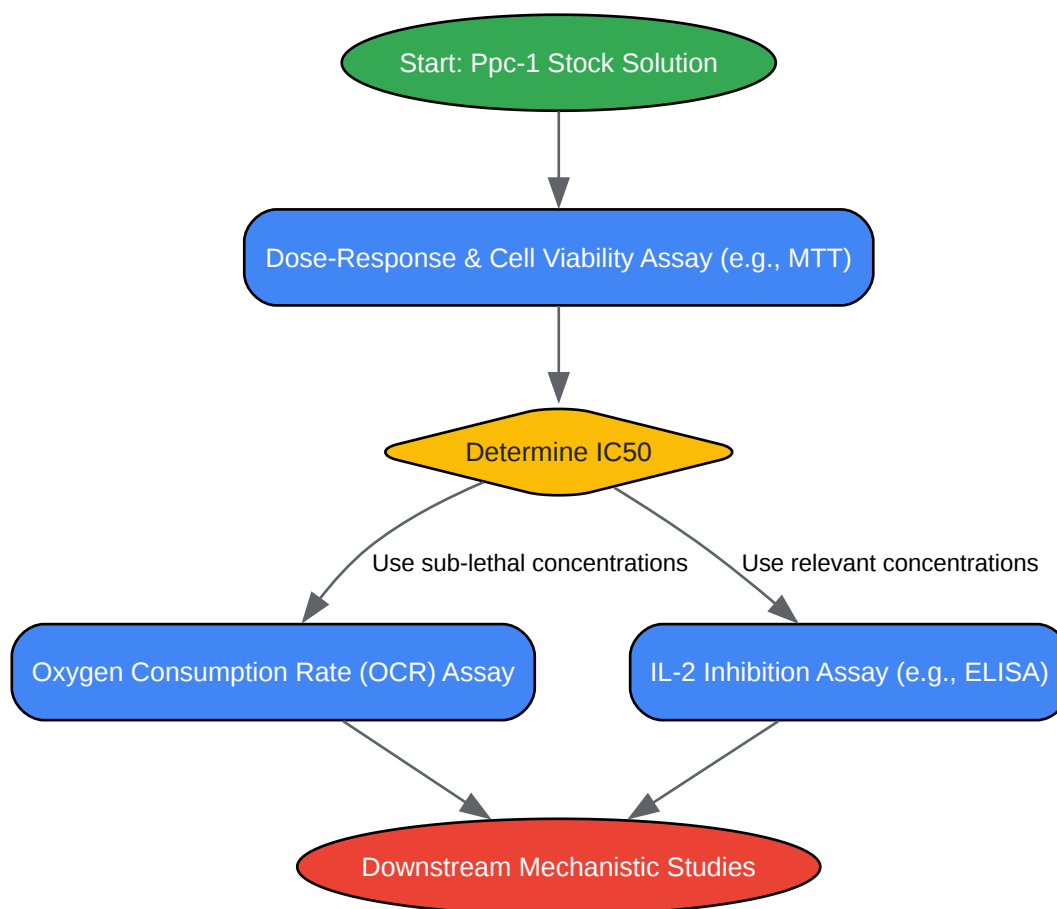 Start: Ppc-1 Stock Solution
Dose-Response & Cell Viability Assay (e.g., MTT)
Determine IC50
Use sub-lethal concentrations
Use relevant concentrations
Oxygen Consumption Rate (OCR) Assay
IL-2 Inhibition Assay (e.g., ELISA)
Downstream Mechanistic Studies